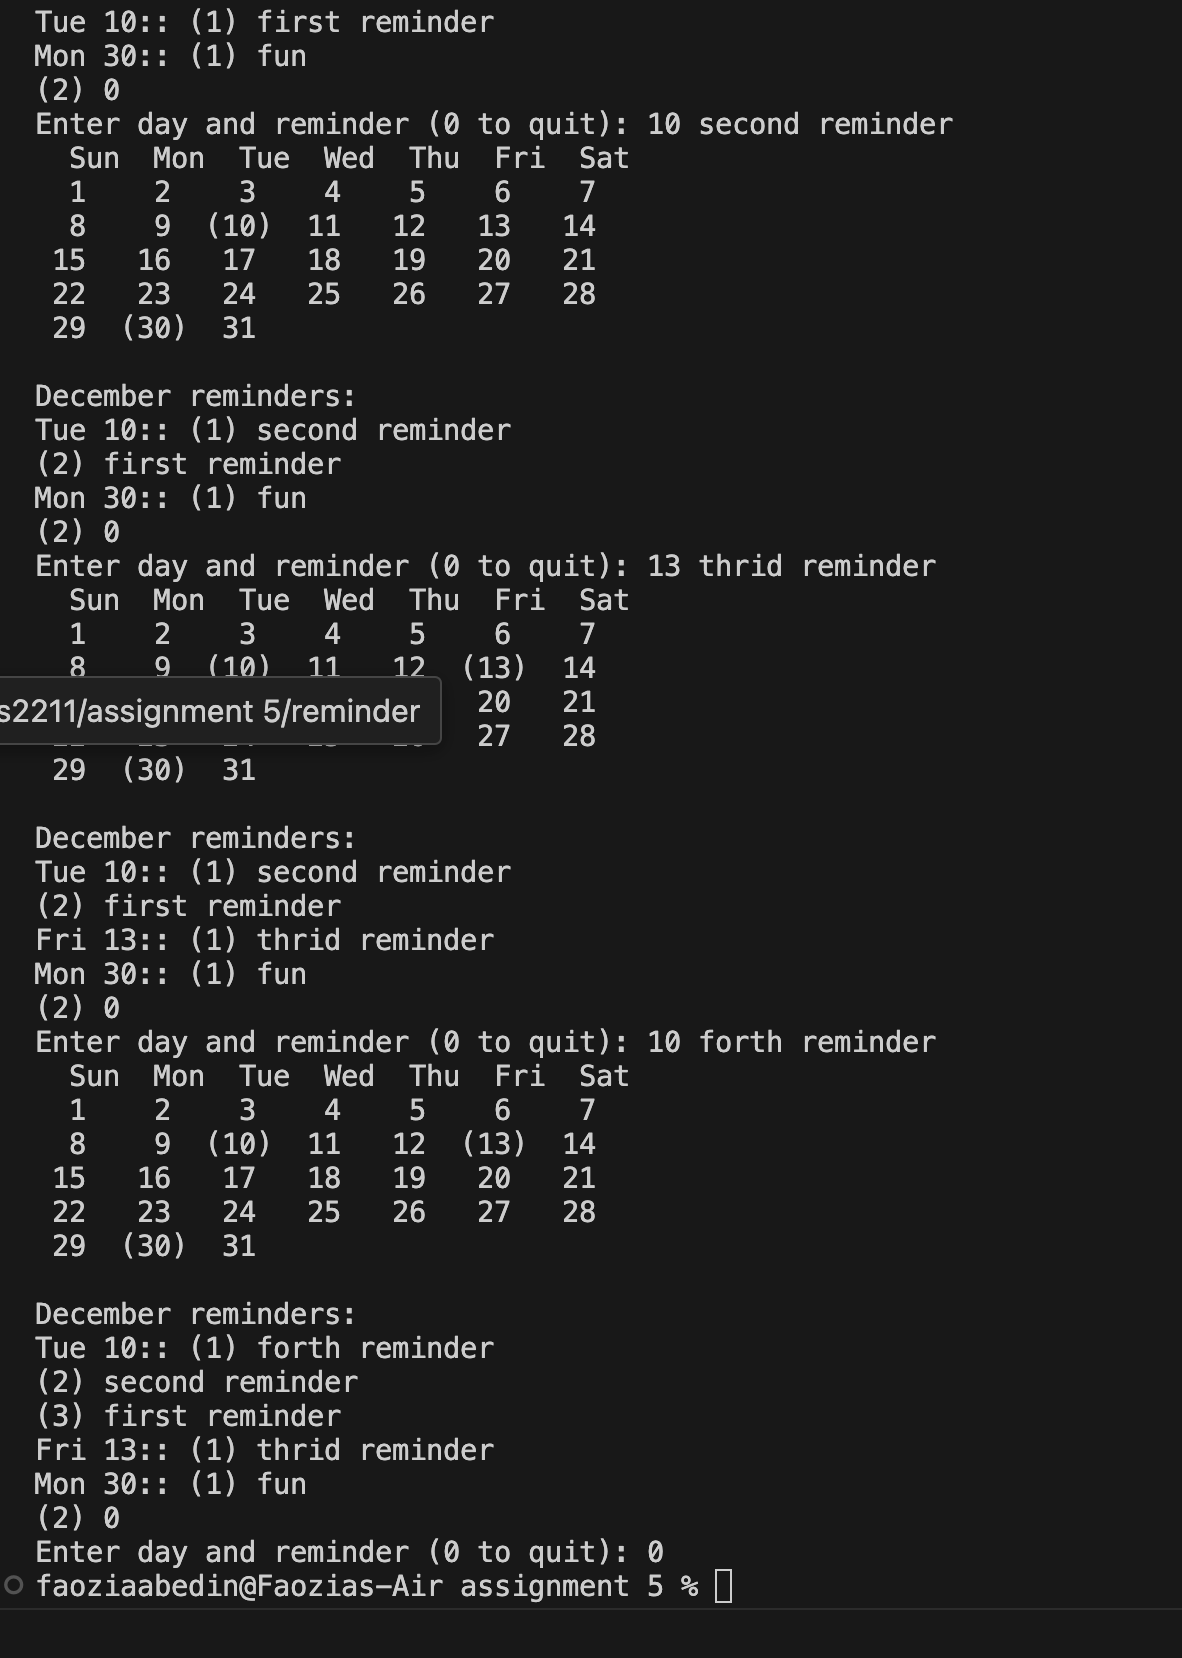 Tue 10:: (1) first reminder
Mon 30:: (1) fun
(2) 0
Enter day and reminder (0 to quit): 10 second reminder
Sun Mon Tue Wed Thu Fri Sat
1 2 3 4 5 6 7
8 9 (10) 11 12 13 14
15 16 17 18 19 20 21
22 23 24 25 26 27 28
29 (30) 31
December reminders:
Tue 10:: (1) second reminder
(2) first reminder
Mon 30:: (1) fun
(2) 0
Enter day and reminder (0 to quit): 13 thrid reminder
Sun Mon Tue Wed Thu Fri Sat
1 2 3 4 5 6 7
8 9 (10) 11 12 (13) 14
s2211/assignment 5/reminder
20 21
27 28
29 (30) 31
December reminders:
Tue 10:: (1) second reminder
(2) first reminder
Fri 13:: (1) thrid reminder
Mon 30:: (1) fun
(2) 0
Enter day and reminder (0 to quit): 10 forth reminder
Sun Mon Tue Wed Thu Fri Sat
1 2 3 4 5 6 7
8 9 (10) 11 12 (13) 14
15 16 17 18 19 20 21
22 23 24 25 26 27 28
29 (30) 31
December reminders:
Tue 10:: (1) forth reminder
(2) second reminder
(3) first reminder
Fri 13:: (1) thrid reminder
Mon 30:: (1) fun
(2) 0
Enter day and reminder (0 to quit): 0
faoziaabedin@Faozias-Air assignment 5 %